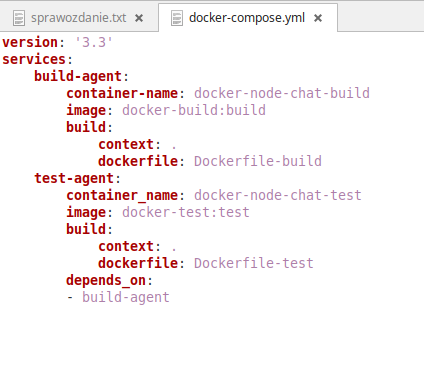 sprawozdanie.txt × docker-compose.yml ×
version: '3.3'
services:
    build-agent:
        container-name: docker-node-chat-build
        image: docker-build:build
        build:
            context: .
            dockerfile: Dockerfile-build
    test-agent:
        container_name: docker-node-chat-test
        image: docker-test:test
        build:
            context: .
            dockerfile: Dockerfile-test
        depends_on:
        - build-agent